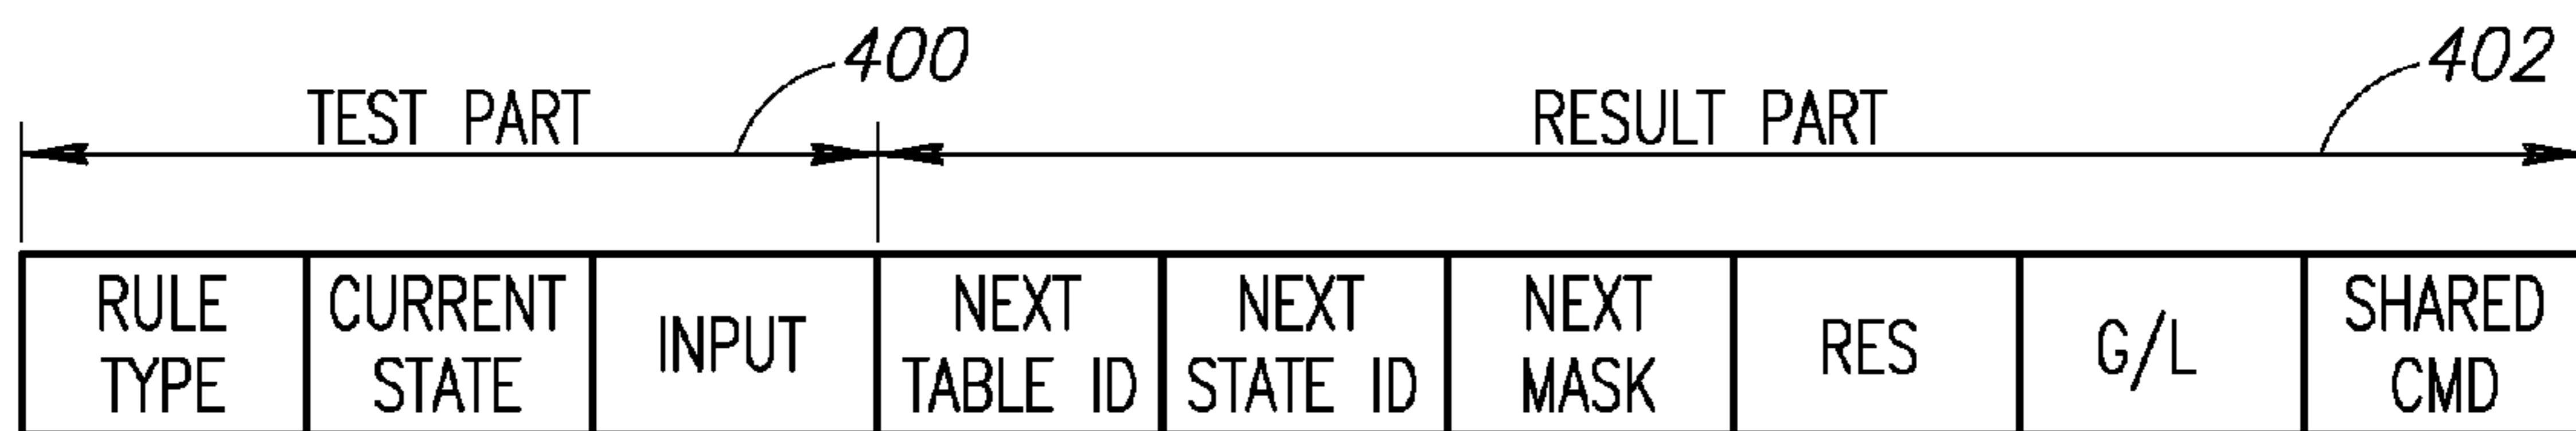 400
402
TEST PART
RESULT PART
RULE
TYPE
CURRENT
STATE
INPUT
NEXT
TABLE ID
NEXT
STATE ID
NEXT
MASK
RES
G/L
SHARED
CMD